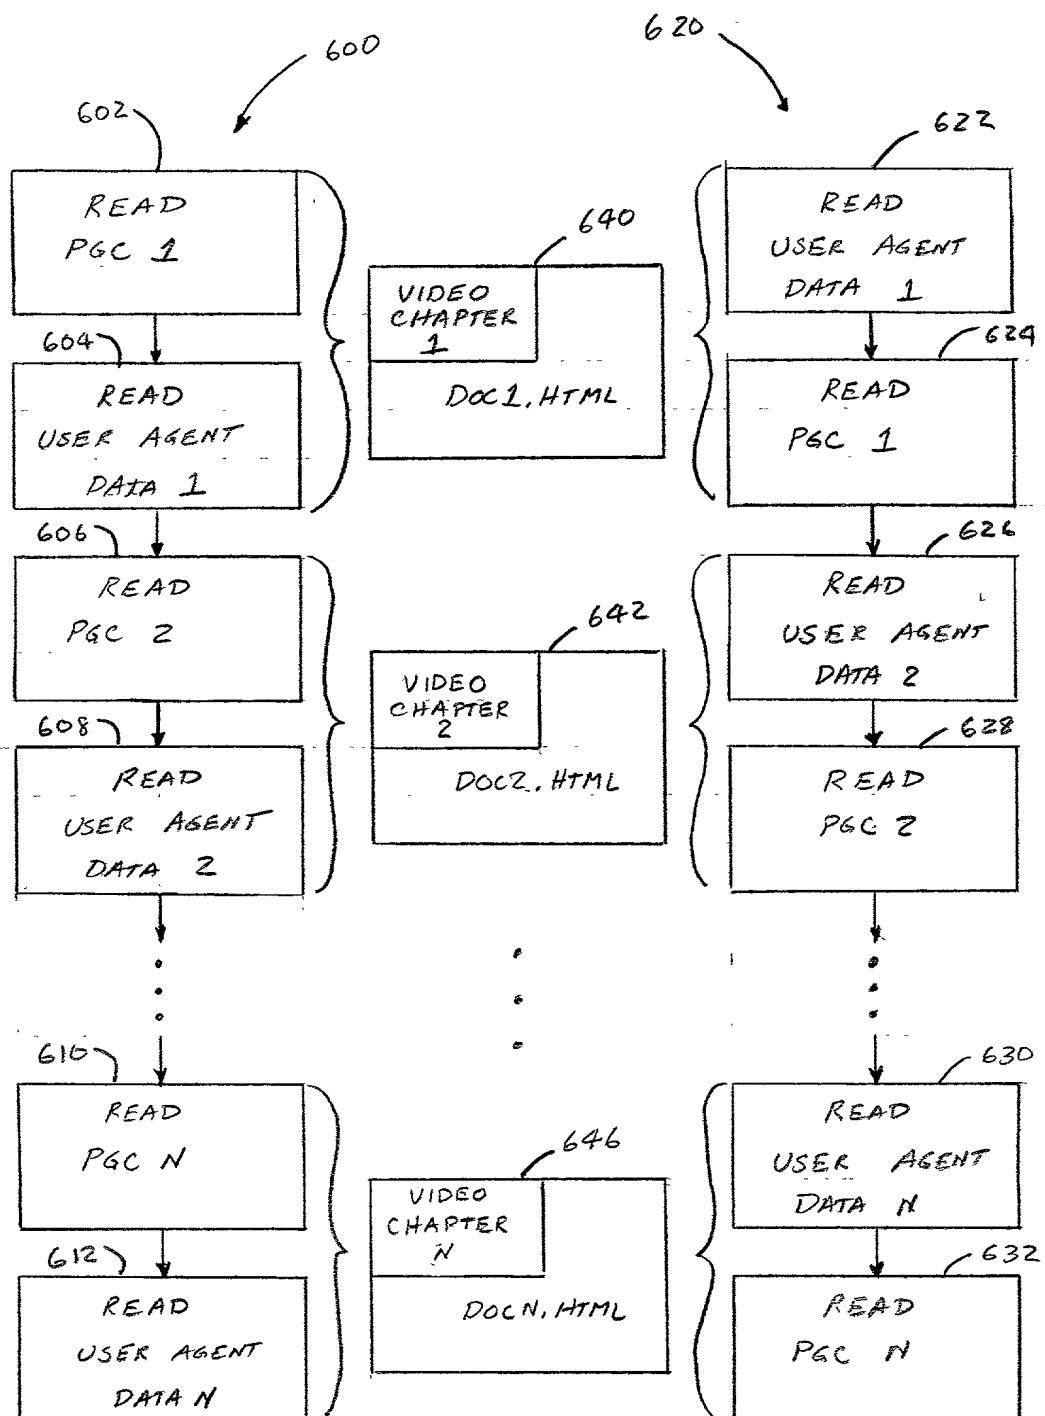 600
620
602
622
READ
PGC 1
640
READ
USER AGENT
DATA 1
VIDEO
CHAPTER
1
DOC1.HTML
604
READ
USER AGENT
DATA 1
624
READ
PGC 1
606
READ
PGC 2
626
READ
USER AGENT
DATA 2
642
VIDEO
CHAPTER
2
DOC2.HTML
608
READ
USER AGENT
DATA 2
628
READ
PGC 2
610
READ
PGC N
630
READ
USER AGENT
DATA N
646
VIDEO
CHAPTER
N
DOCN.HTML
612
READ
USER AGENT
DATA N
632
READ
PGC N